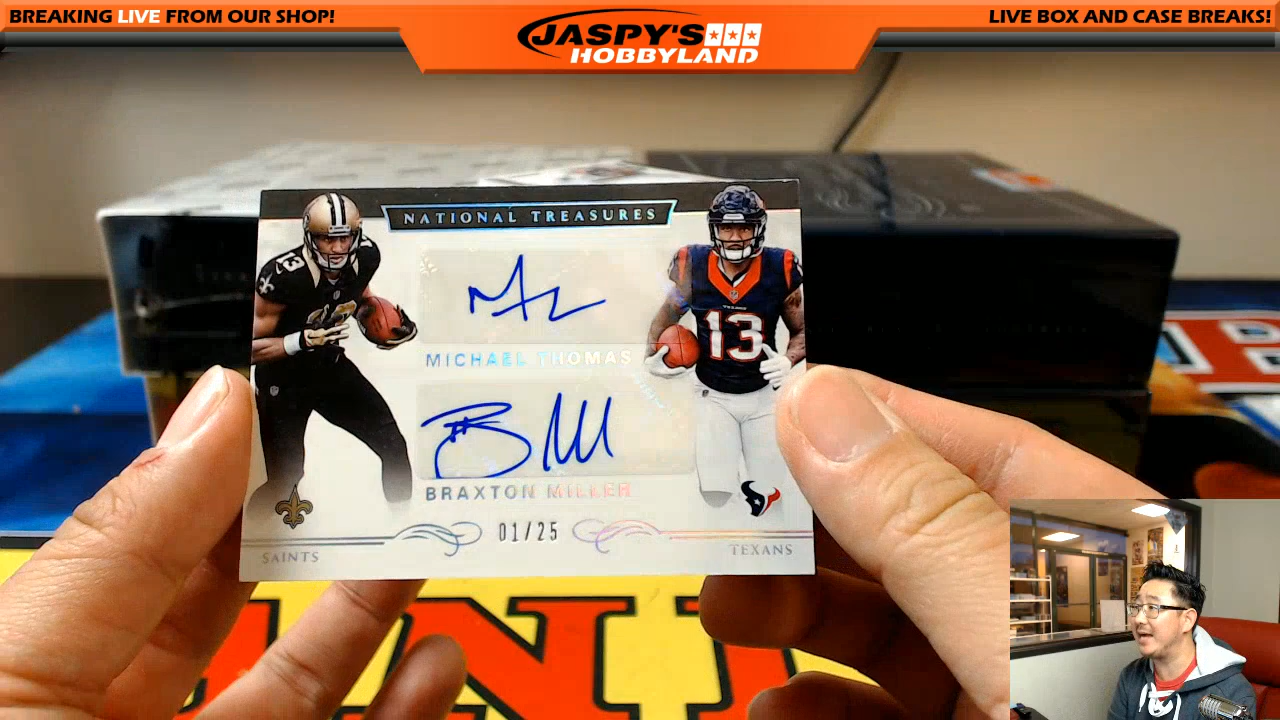 BREAKING LIVE FROM OUR SHOP!
JASPY'S
HOBBYLAND
LIVE BOX AND CASE BREAKS!
NATIONAL TREASURES
13
13
MICHAEL THOMAS
BRAXTON MILLER
01/25
SAINTS
TEXANS